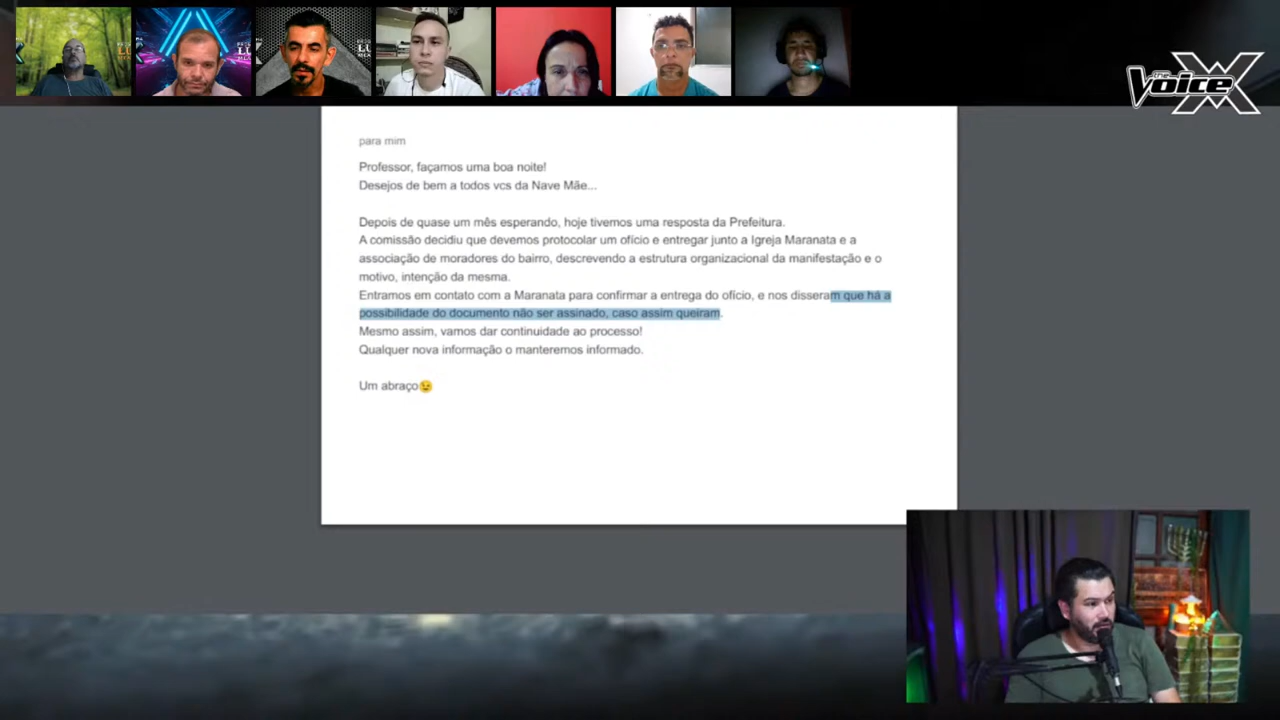 the Voice X
para mim
Professor, façamos uma boa noite!
Desejos de bem a todos vcs da Nave Mãe...
Depois de quase um mês esperando, hoje tivemos uma resposta da Prefeitura.
A comissão decidiu que devemos protocolar um ofício e entregar junto a Igreja Maranata e a
associação de moradores do bairro, descrevendo a estrutura organizacional da manifestação e o
motivo, intenção da mesma.
Entramos em contato com a Maranata para confirmar a entrega do ofício, e nos disseram que há a
possibilidade do documento não ser assinado, caso assim queiram.
Mesmo assim, vamos dar continuidade ao processo!
Qualquer nova informação o manteremos informado.
Um abraço😉